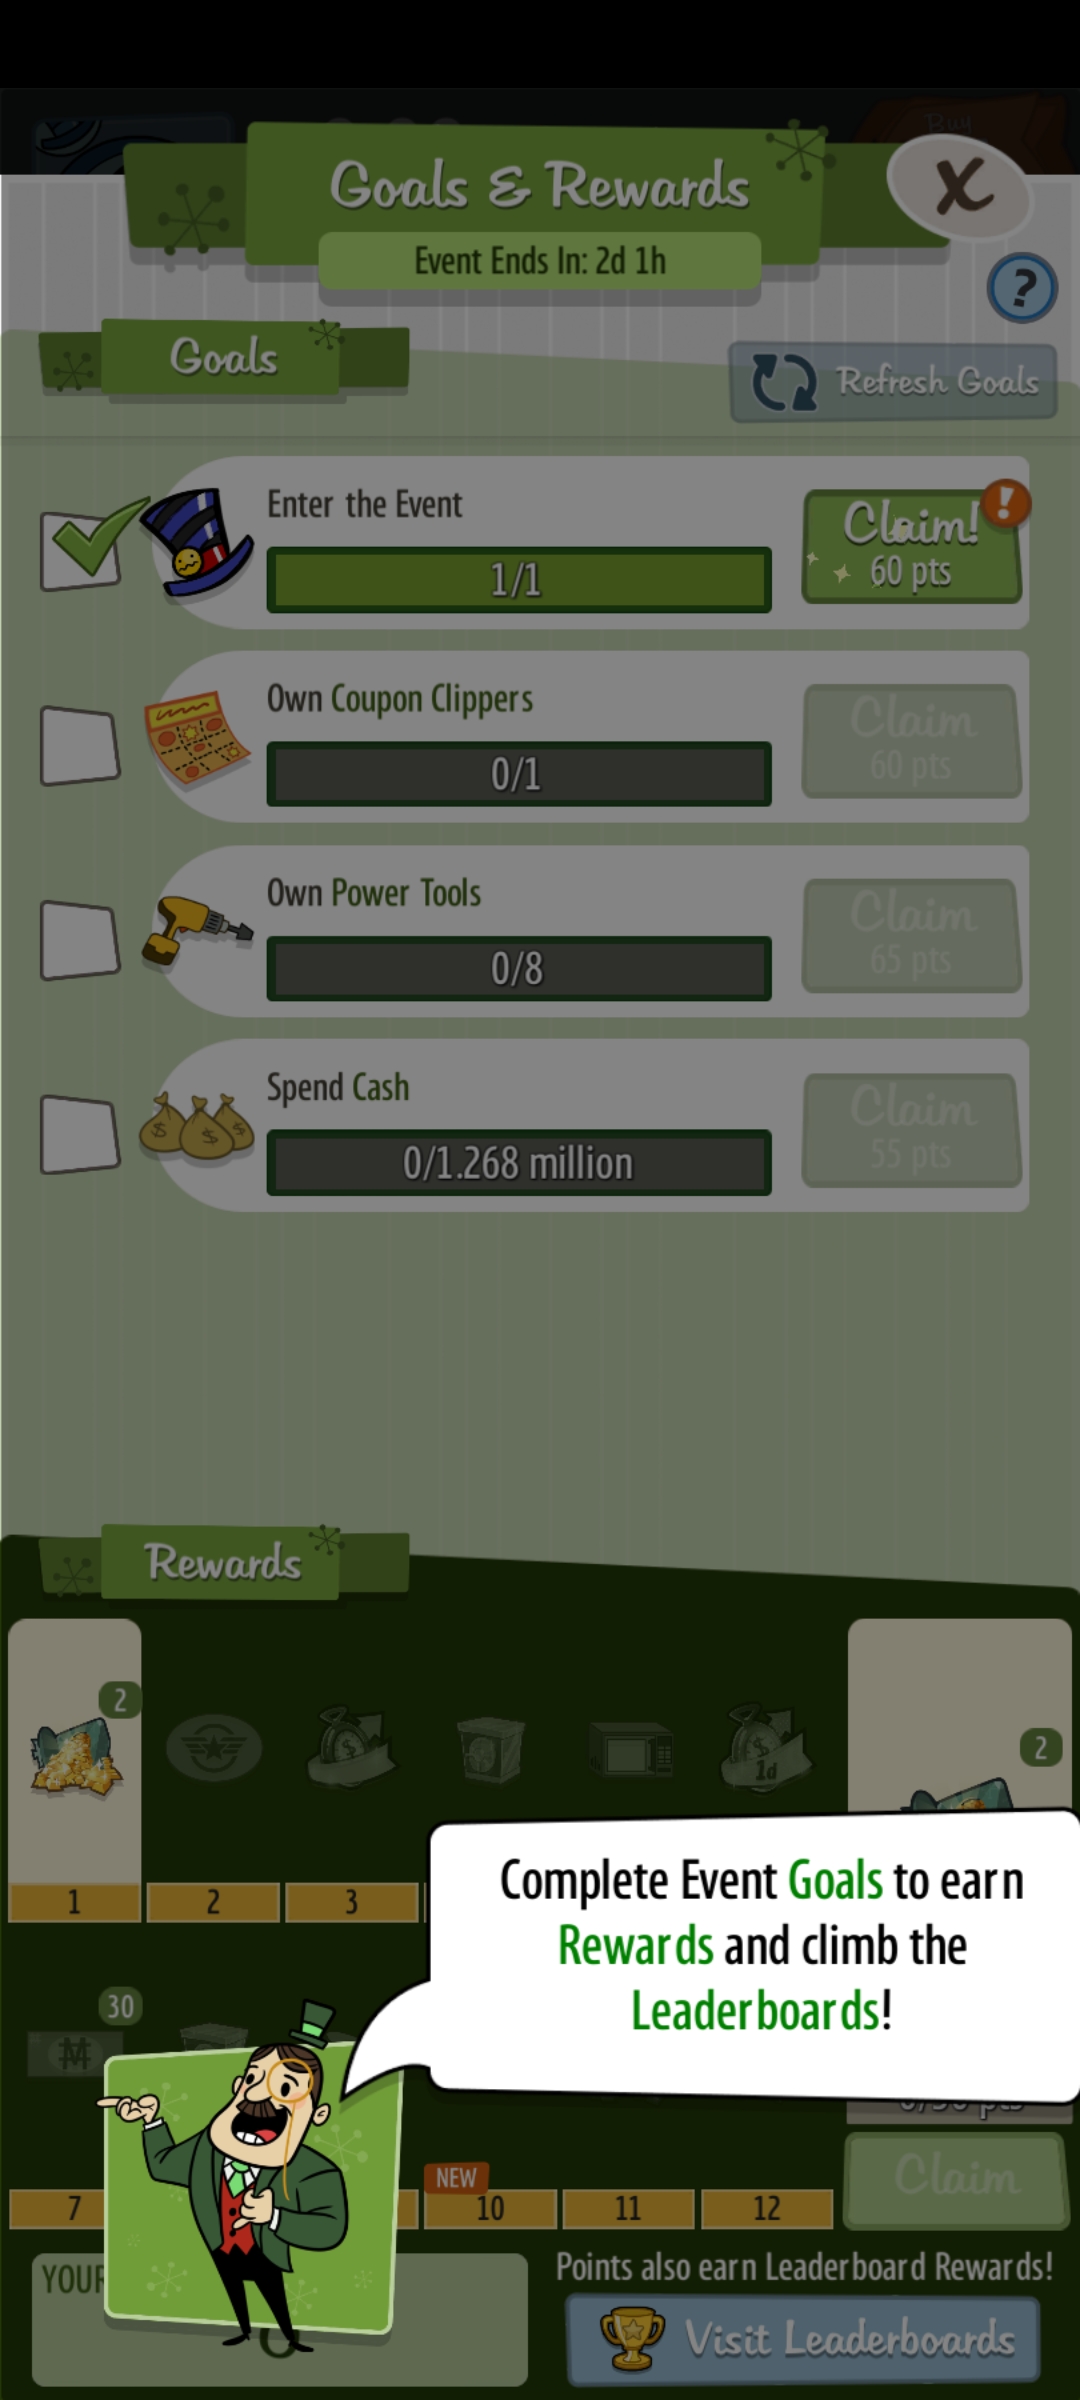 Buy
Goals & Rewards
X
Event Ends In: 2d 1h
?
Goals
Refresh Goals
Enter the Event
1/1
Claim!
!
60 pts
Own Coupon Clippers
0/1
Claim
60 pts
Own Power Tools
0/8
Claim
65 pts
Spend Cash
0/1.268 million
Claim
55 pts
Rewards
2
1d
2
1
2
3
Complete Event Goals to earn
Rewards and climb the
Leaderboards!
30
Claim
NEW
7
10
11
12
YOUR
Points also earn Leaderboard Rewards!
Visit Leaderboards